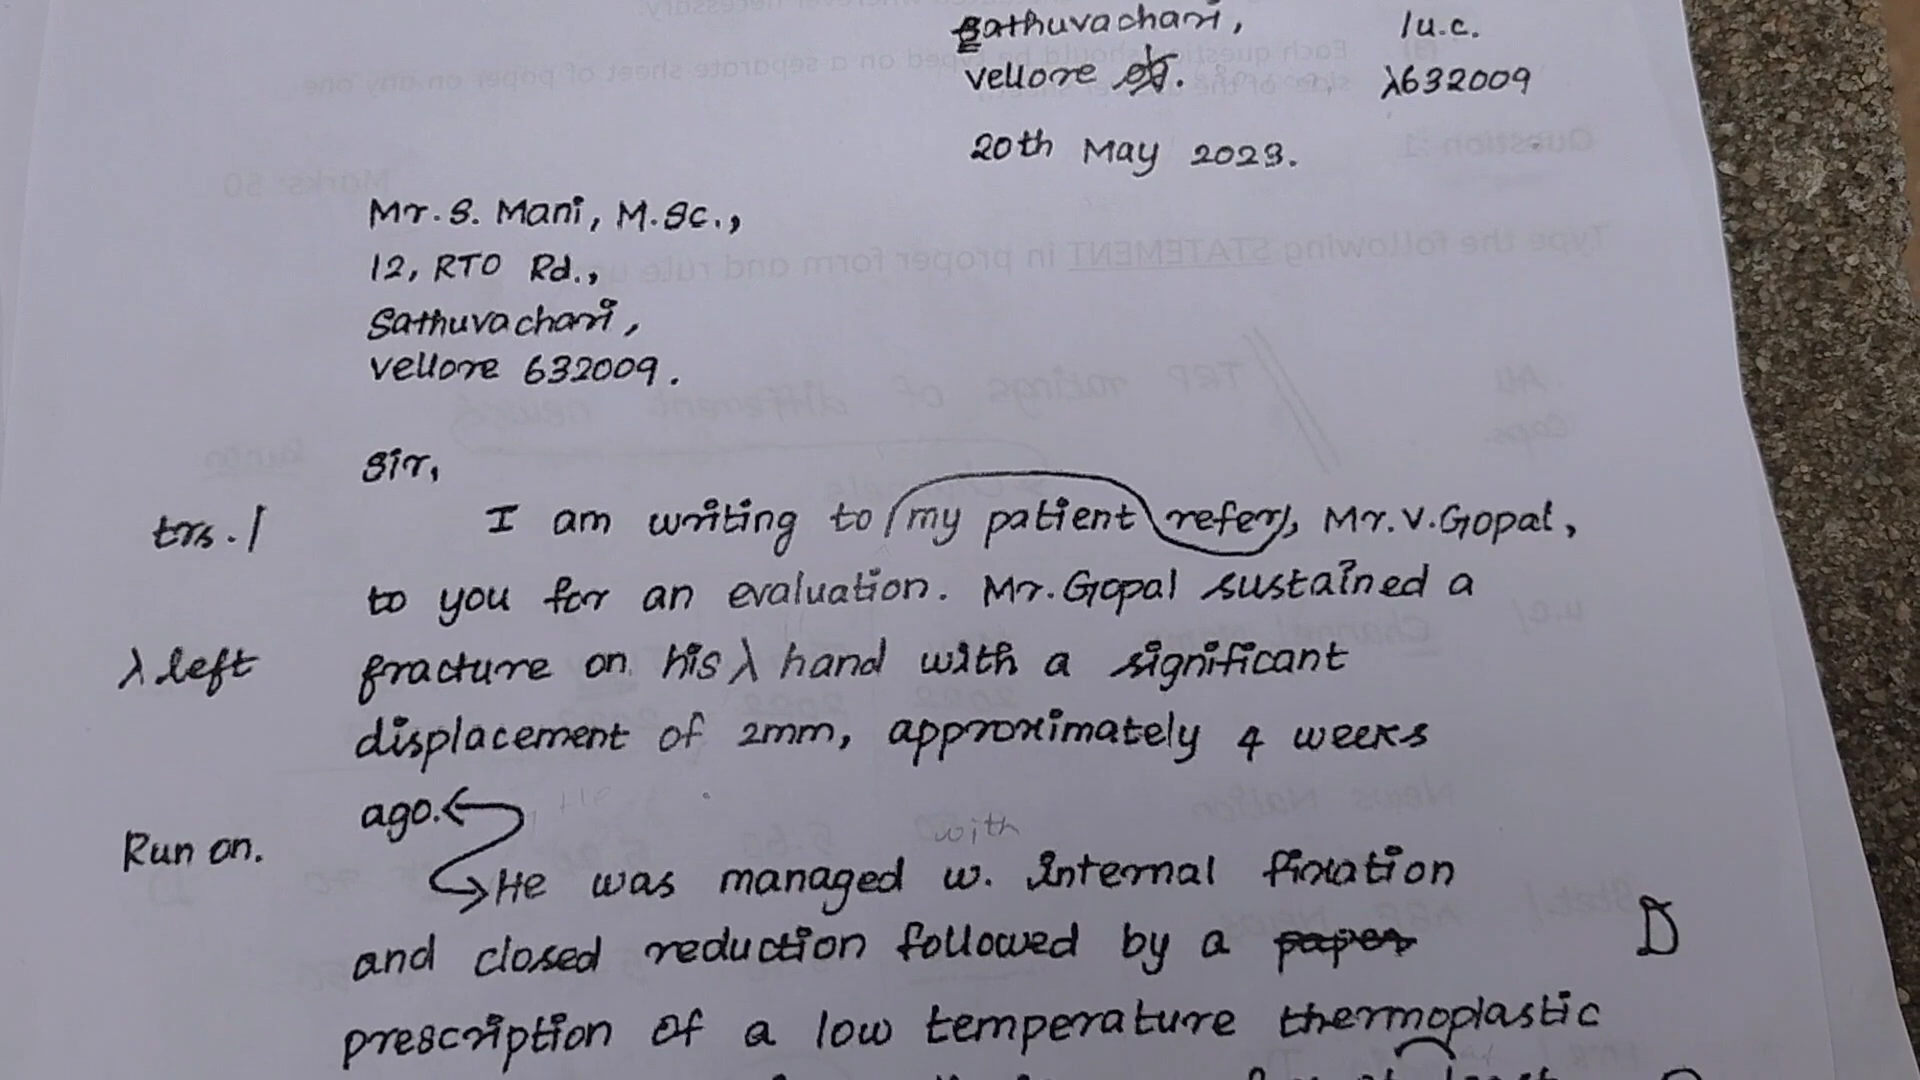 Sathuvachari, /u.c.
Vellore λ632009
20th May 2023.
Mr. S. Mani, M.Sc.,
12, RTO Rd.,
Sathuvachari,
Vellore 632009.
Sir,
trs./ I am writing to my patient refer, Mr. V. Gopal,
to you for an evaluation. Mr. Gopal sustained a
λ left fracture on his λ hand with a significant
displacement of 2mm, approximately 4 weeks
ago.
Run on. with
He was managed w. internal fixation
and closed reduction followed by a paper D
prescription of a low temperature thermoplastic